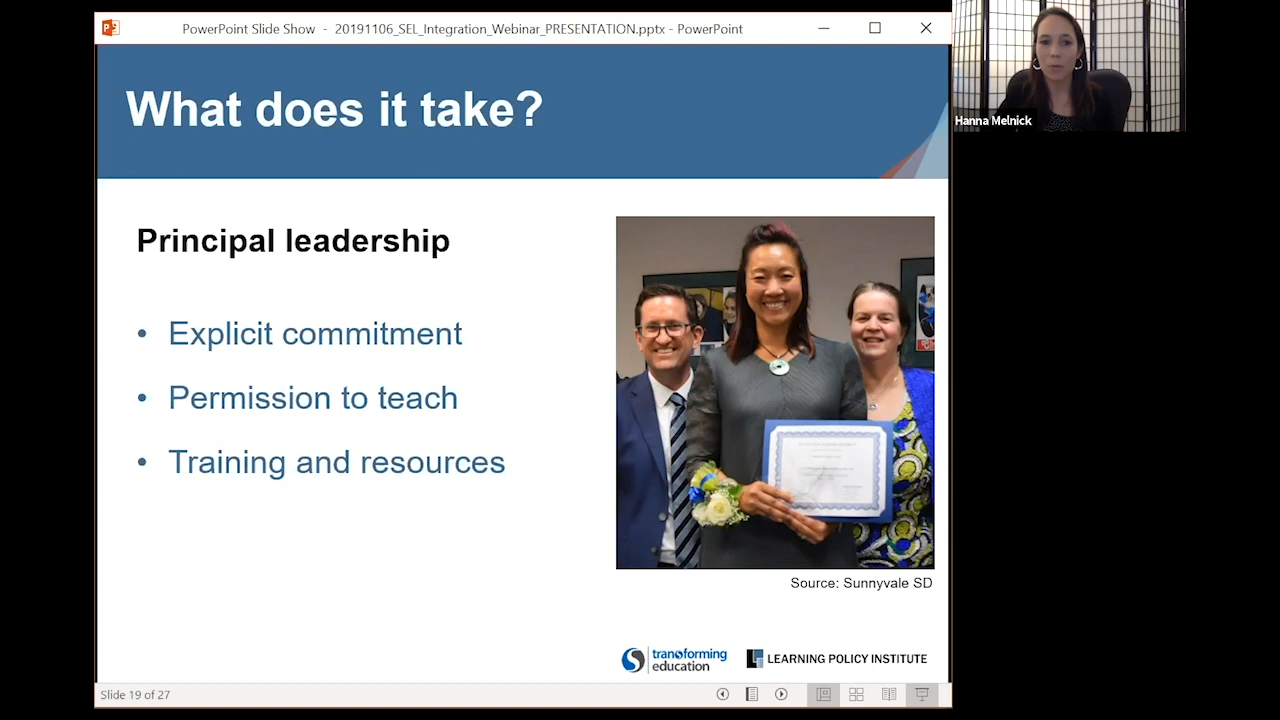 PowerPoint Slide Show - 20191106_SEL_Integration_Webinar_PRESENTATION.pptx - PowerPoint
Hanna Melnick
What does it take?
Principal leadership
• Explicit commitment
• Permission to teach
• Training and resources
Source: Sunnyvale SD
transforming
education
LEARNING POLICY INSTITUTE
Slide 19 of 27